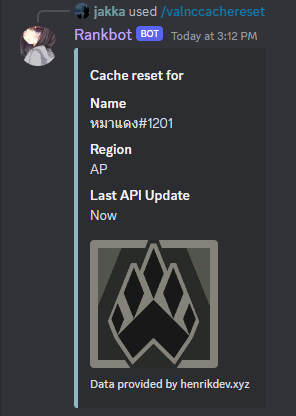 jakka used /valnccachereset
Rankbot BOT Today at 3:12 PM
Cache reset for
Name
หมาแดง#1201
Region
AP
Last API Update
Now
Data provided by henrikdev.xyz